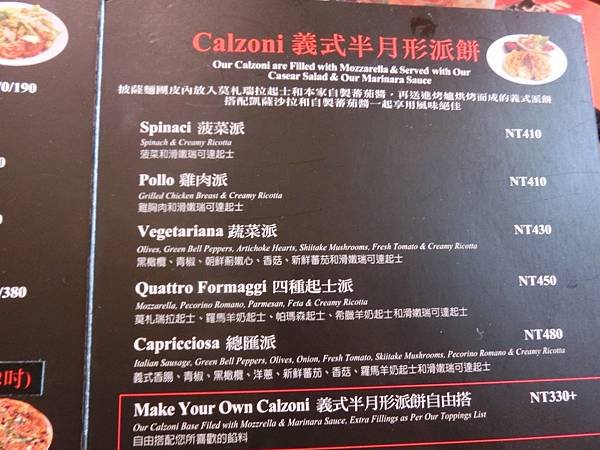 Calzoni 義式半月形派餅
Our Calzoni are Filled with Mozzarella & Served with Our
Caesar Salad & Our Marinara Sauce
披薩麵團皮內放入莫札瑞拉起士和本家自製蕃茄醬，再送進烤爐烘烤而成的義式派餅
搭配凱薩沙拉和自製蕃茄醬一起享用風味絕佳
/0/190
Spinaci 菠菜派 NT410
Spinach & Creamy Ricotta
菠菜和滑嫩瑞可達起士
Pollo 雞肉派 NT410
Grilled Chicken Breast & Creamy Ricotta
雞胸肉和滑嫩瑞可達起士
Vegetariana 蔬菜派 NT430
Olives, Green Bell Peppers, Artichoke Hearts, Shiitake Mushrooms, Fresh Tomato & Creamy Ricotta
黑橄欖、青椒、朝鮮薊嫩心、香菇、新鮮蕃茄和滑嫩瑞可達起士
/380
Quattro Formaggi 四種起士派 NT450
Mozzarella, Pecorino Romano, Parmesan, Feta & Creamy Ricotta
莫札瑞拉起士、羅馬羊奶起士、帕瑪森起士、希臘羊奶起士和滑嫩瑞可達起士
Capricciosa 總匯派 NT480
Italian Sausage, Green Bell Peppers, Olives, Onion, Fresh Tomato, Skiitake Mushrooms, Pecorino Romano & Creamy Ricotta
義式香腸、青椒、黑橄欖、洋蔥、新鮮蕃茄、香菇、羅馬羊奶起士和滑嫩瑞可達起士
吋)
Make Your Own Calzoni 義式半月形派餅自由搭 NT330+
Our Calzoni Base Filed with Mozzrella & Marinara Sauce, Extra Fillings as Per Our Toppings List
自由搭配您所喜歡的餡料